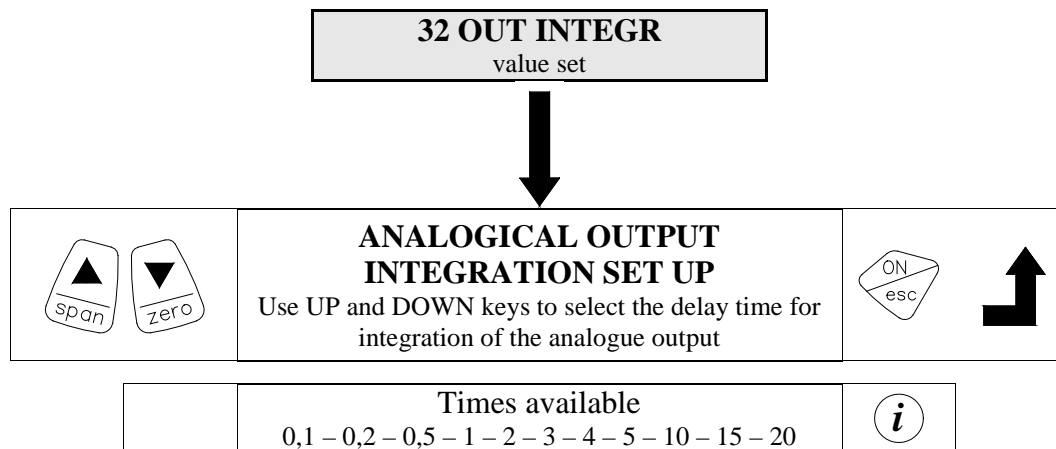 32 OUT INTEGR
value set
span
zero
ANALOGICAL OUTPUT
INTEGRATION SET UP
Use UP and DOWN keys to select the delay time for
integration of the analogue output
ON
esc
Times available
0,1 – 0,2 – 0,5 – 1 – 2 – 3 – 4 – 5 – 10 – 15 – 20
i